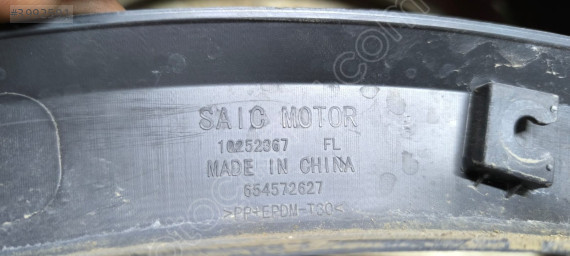 SAIC MOTOR
10252367 FL
MADE IN CHINA
654572627
>PP+EPDM-T30<